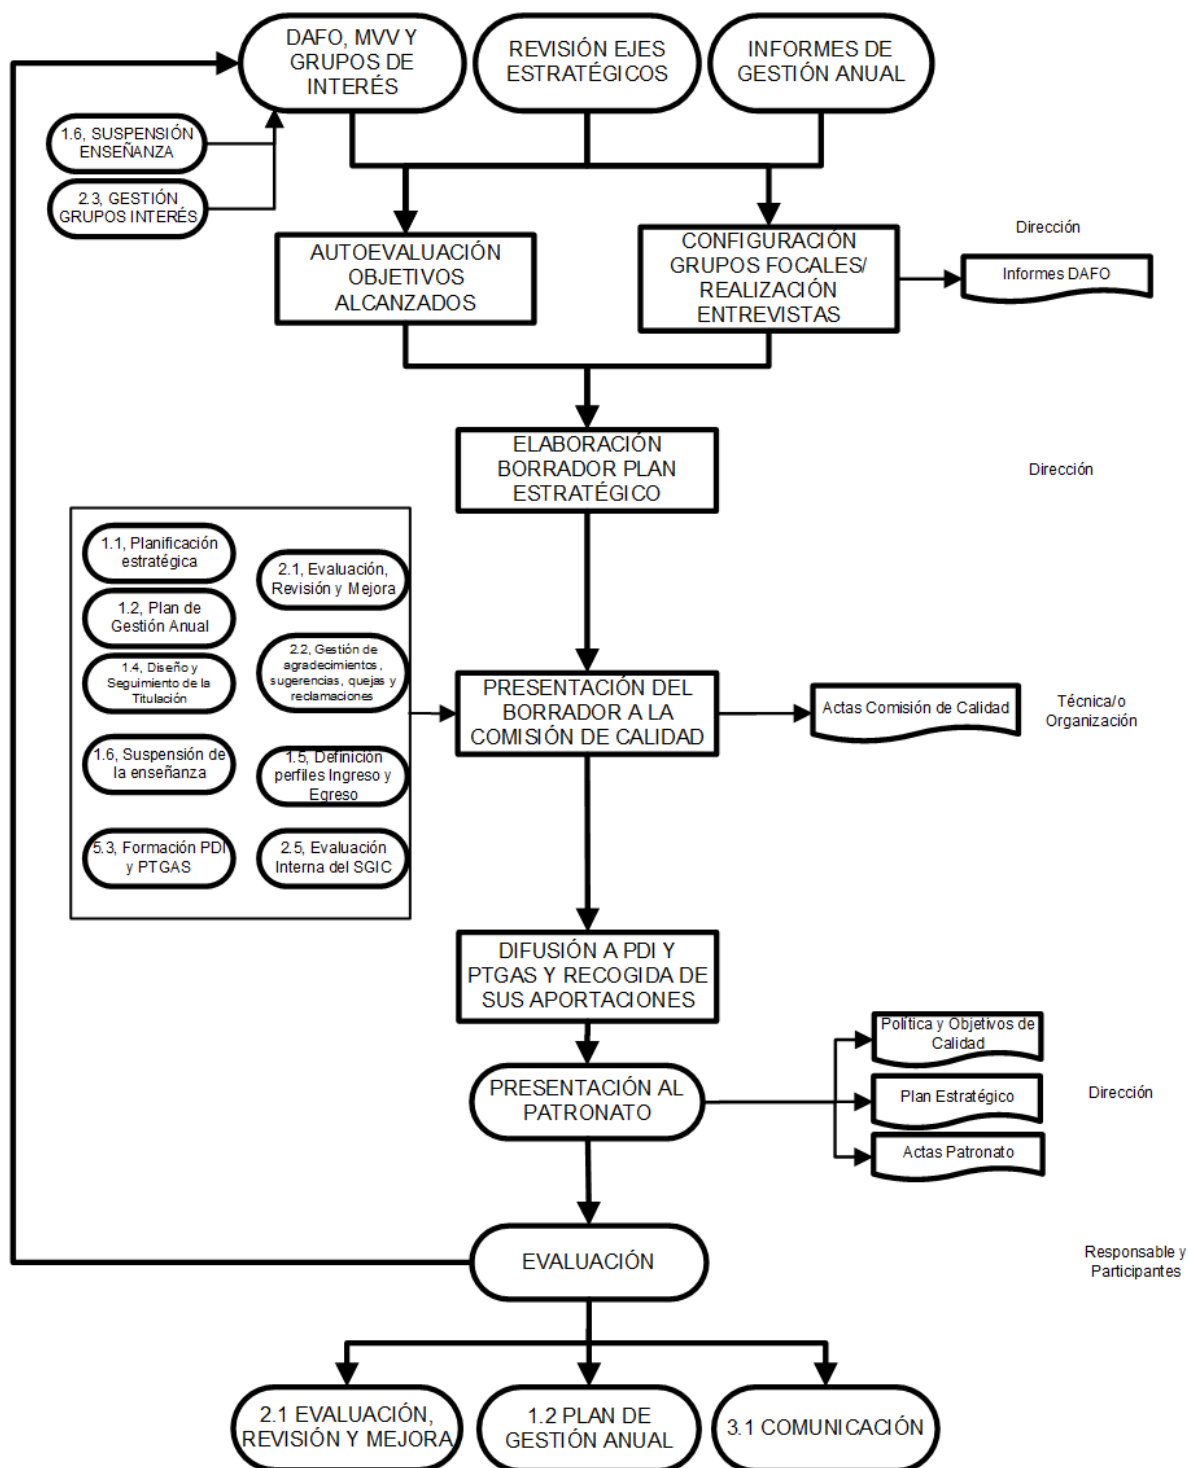 DAFO, MVV Y
GRUPOS DE
INTERÉS
REVISIÓN EJES
ESTRATÉGICOS
INFORMES DE
GESTIÓN ANUAL
1.6, SUSPENSIÓN
ENSEÑANZA
2.3, GESTIÓN
GRUPOS INTERÉS
AUTOEVALUACIÓN
OBJETIVOS
ALCANZADOS
CONFIGURACIÓN
GRUPOS FOCALES/
REALIZACIÓN
ENTREVISTAS
Dirección
Informes DAFO
ELABORACIÓN
BORRADOR PLAN
ESTRATÉGICO
Dirección
1.1, Planificación
estratégica
1.2, Plan de
Gestión Anual
1.4, Diseño y
Seguimiento de la
Titulación
1.6, Suspensión de
la enseñanza
5.3, Formación PDI
y PTGAS
2.1, Evaluación,
Revisión y Mejora
2.2, Gestión de
agradecimientos,
sugerencias, quejas y
reclamaciones
1.5, Definición
perfiles Ingreso y
Egreso
2.5, Evaluación
Interna del SGIC
PRESENTACIÓN DEL
BORRADOR A LA
COMISIÓN DE CALIDAD
Actas Comisión de Calidad
Técnica/o
Organización
DIFUSIÓN A PDI Y
PTGAS Y RECOGIDA DE
SUS APORTACIONES
PRESENTACIÓN AL
PATRONATO
Política y Objetivos de
Calidad
Plan Estratégico
Actas Patronato
Dirección
EVALUACIÓN
Responsable y
Participantes
2.1 EVALUACIÓN,
REVISIÓN Y MEJORA
1.2 PLAN DE
GESTIÓN ANUAL
3.1 COMUNICACIÓN